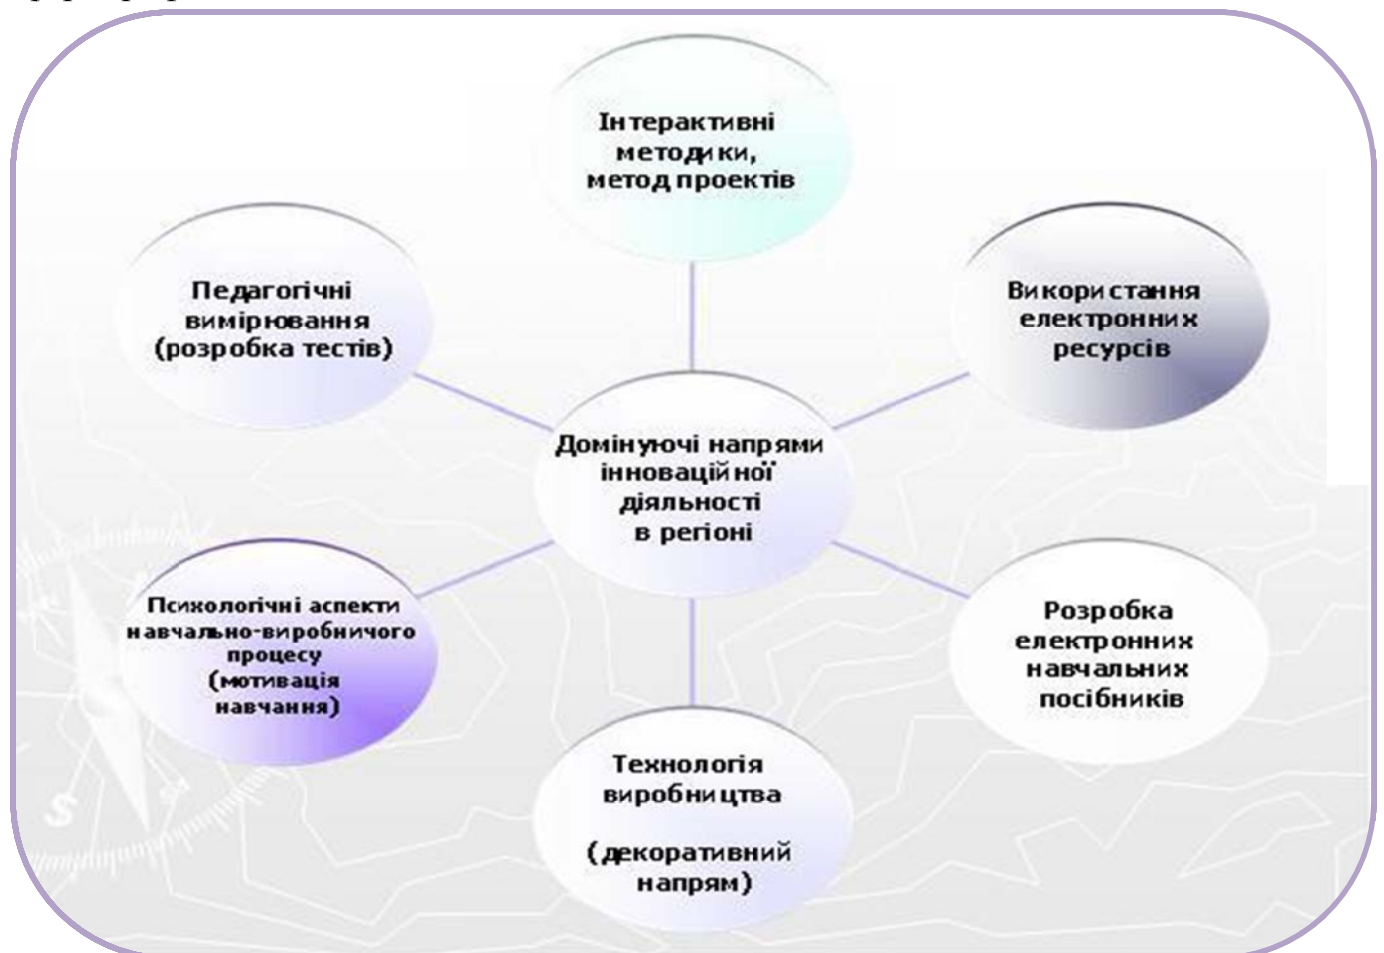 Інтерактивні
методики,
метод проектів
Педагогічні
вимірювання
(розробка тестів)
Використання
електронних
ресурсів
Домінуючі напрями
інноваційної
діяльності
в регіоні
Психологічні аспекти
навчально-виробничого
процесу
(мотивація
навчання)
Розробка
електронних
навчальних
посібників
Технологія
виробництва
(декоративний
напрям)
S